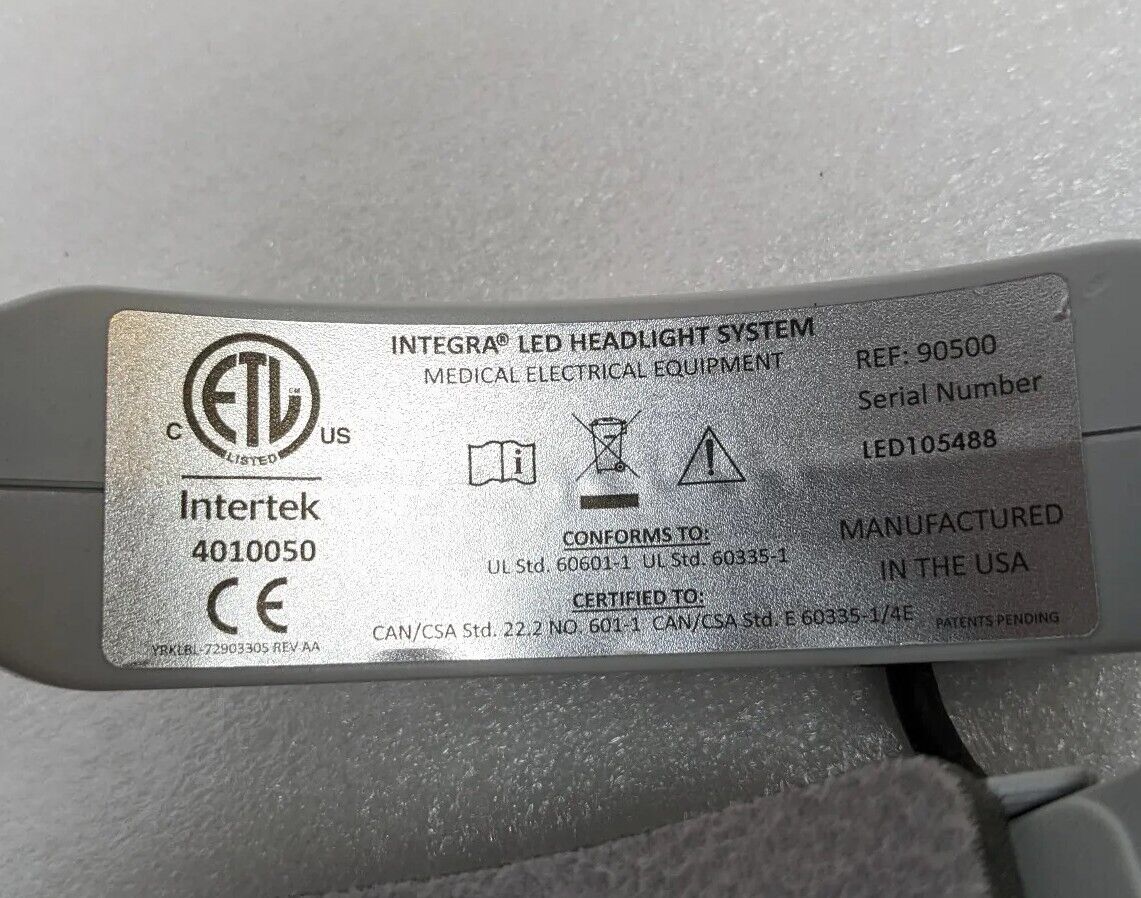 ETL CM
LISTED
C US
Intertek
4010050
CE
YRKLBL-72903305 REV AA
INTEGRA® LED HEADLIGHT SYSTEM
MEDICAL ELECTRICAL EQUIPMENT
i
!
CONFORMS TO:
UL Std. 60601-1 UL Std. 60335-1
CERTIFIED TO:
CAN/CSA Std. 22.2 NO. 601-1 CAN/CSA Std. E 60335-1/4E
REF: 90500
Serial Number
LED105488
MANUFACTURED
IN THE USA
PATENTS PENDING